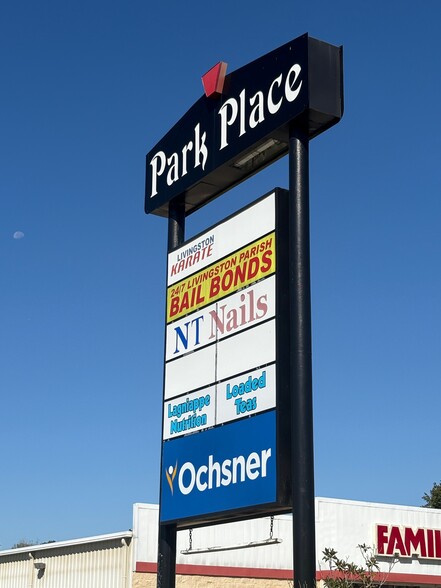 Park Place
LIVINGSTON
KARATE
24/7 LIVINGSTON PARISH
BAIL BONDS
NT Nails
Lagniappe
Nutrition
Loaded
Teas
Ochsner
FAMI